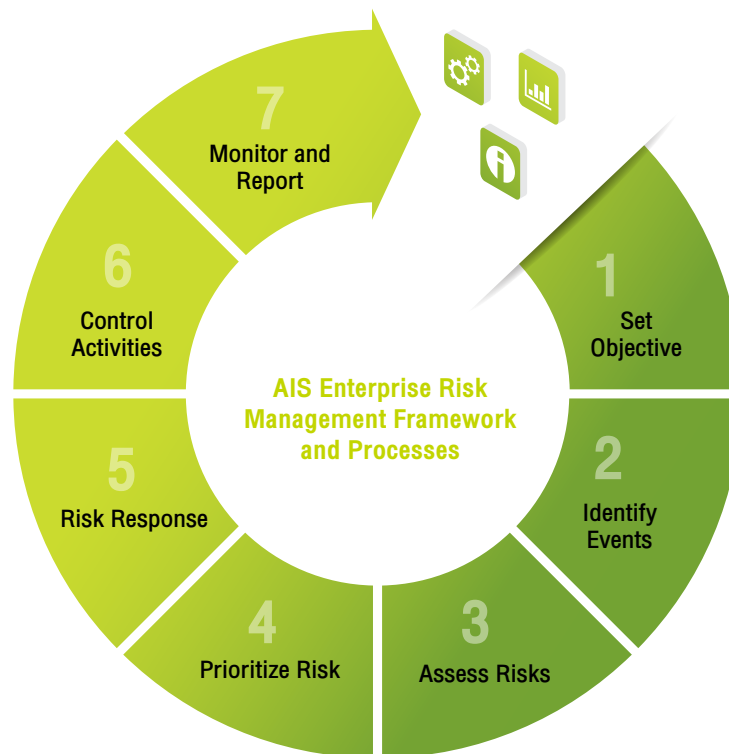 7
Monitor and
Report
6
Control
Activities
1
Set
Objective
AIS Enterprise Risk
Management Framework
and Processes
5
Risk Response
2
Identify
Events
4
Prioritize Risk
3
Assess Risks